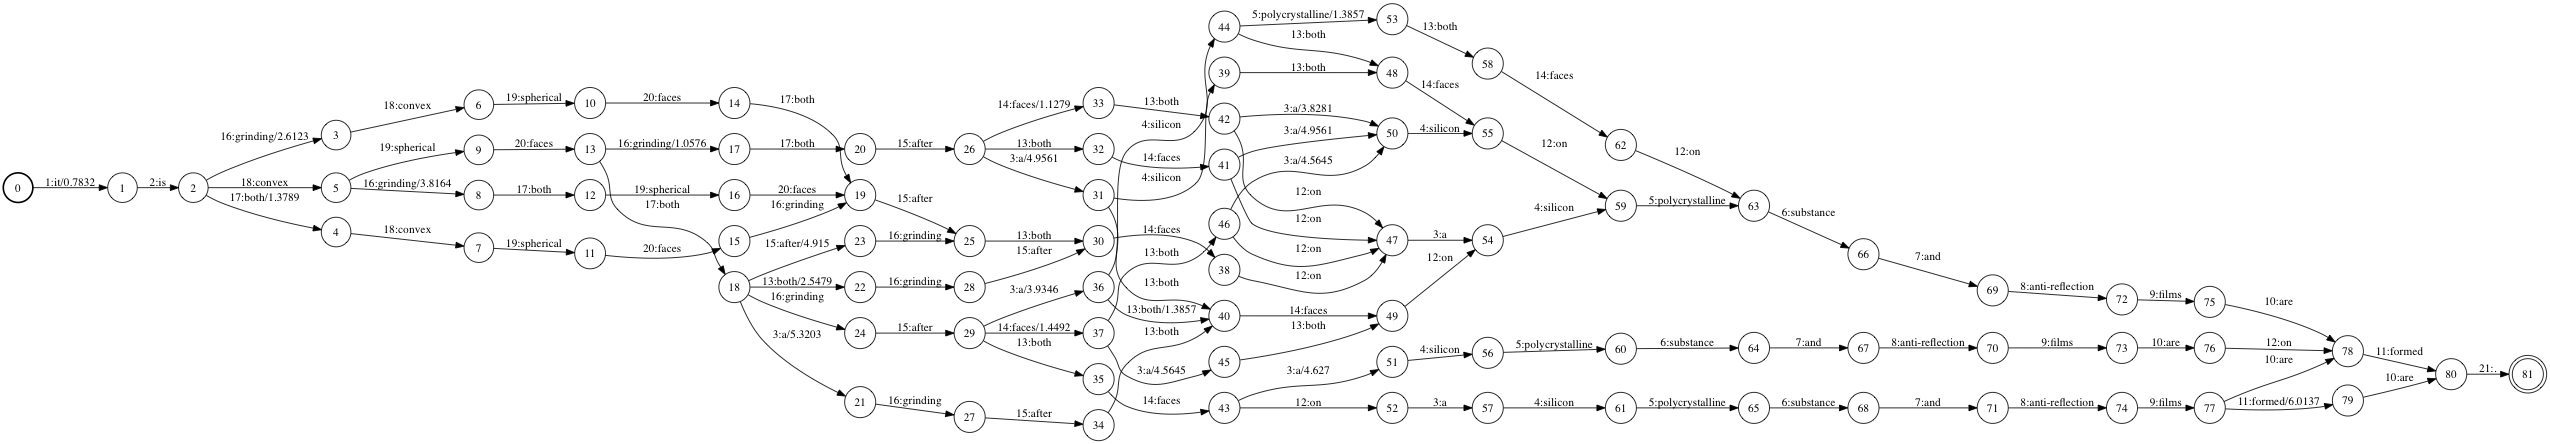 0 1:it/0.7832 1 2:is 2
16:grinding/2.6123 3
18:convex 5
17:both/1.3789 4
18:convex 6 19:spherical 10 20:faces 14 17:both
19:spherical 9 20:faces 13 16:grinding/1.0576 17 17:both 20 15:after 26
16:grinding/3.8164 8 17:both 12 19:spherical 16 20:faces 19 15:after
17:both
18:convex 7 19:spherical 11 20:faces 15 16:grinding
18 15:after/4.915 23 16:grinding 25 13:both 30 14:faces 38 12:on
13:both/2.5479 22 16:grinding 28 15:after
16:grinding 24 15:after 29
3:a/5.3203 21 16:grinding 27 15:after 34 13:both
14:faces/1.1279 33 13:both 42 3:a/3.8281 50 4:silicon 55
12:on
13:both 32 14:faces 41 3:a/4.9561
12:on
3:a/4.9561 31 4:silicon
13:both
3:a/3.9346 36 4:silicon
13:both/1.3857 40 14:faces 49 12:on
14:faces/1.4492 37 13:both 46 3:a/4.5645
12:on
3:a/4.5645 45 13:both
13:both 35 14:faces 43
44 5:polycrystalline/1.3857 53 13:both 58 14:faces 62 12:on
13:both
39 13:both 48 14:faces
12:on 59 5:polycrystalline 63 6:substance 66 7:and 69 8:anti-reflection 72 9:films 75 10:are
47 3:a 54 4:silicon
3:a/4.627 51 4:silicon 56 5:polycrystalline 60 6:substance 64 7:and 67 8:anti-reflection 70 9:films 73 10:are 76 12:on 78 11:formed 80 21:. 81
12:on 52 3:a 57 4:silicon 61 5:polycrystalline 65 6:substance 68 7:and 71 8:anti-reflection 74 9:films 77 10:are
11:formed/6.0137 79 10:are